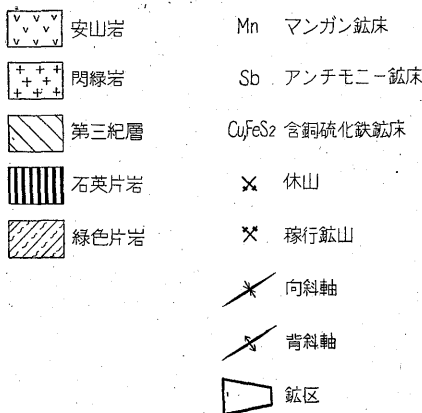 安山岩
閃緑岩
第三紀層
石英片岩
緑色片岩
Mn マンガン鉱床
Sb アンチモニー鉱床
Cu,FeS2 含銅硫化鉄鉱床
休山
稼行鉱山
向斜軸
背斜軸
鉱区